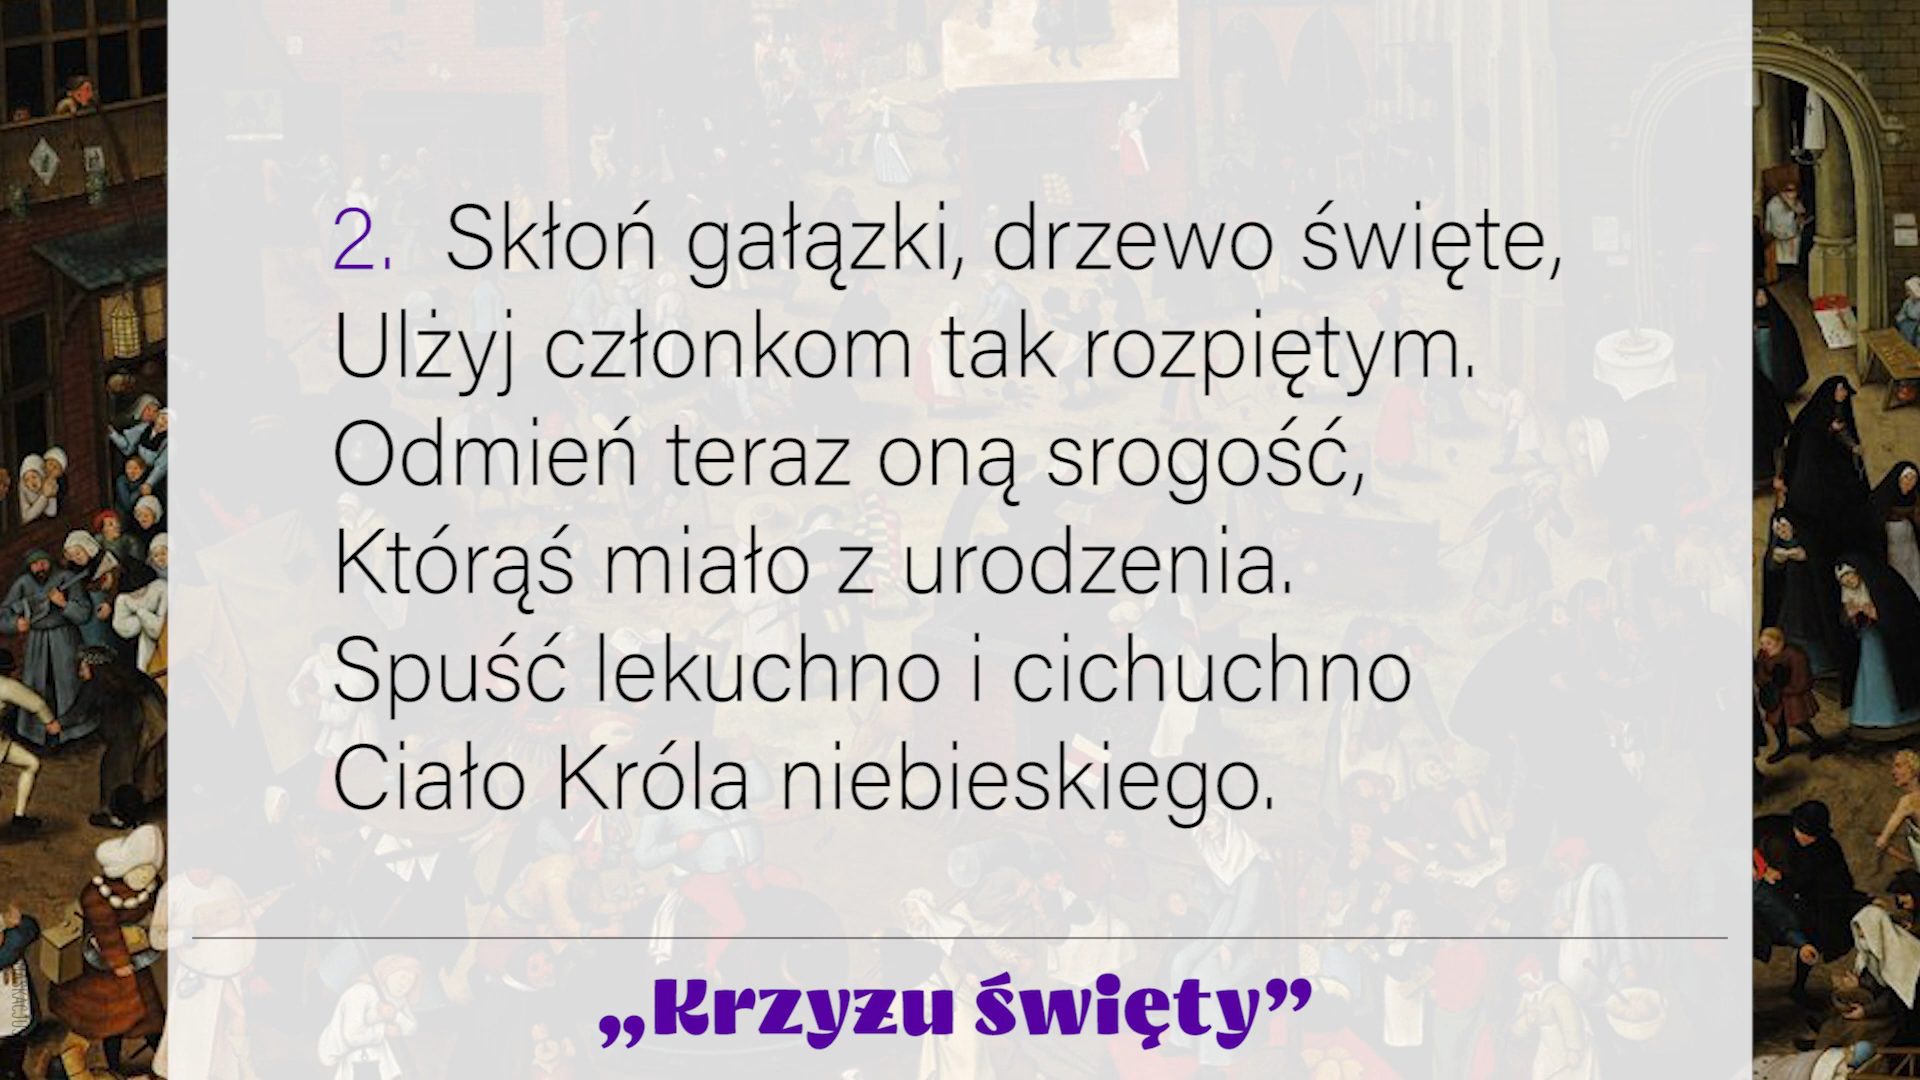 2. Skłoń gałązki, drzewo święte,
Ulżyj członkom tak rozpiętym.
Odmień teraz oną srogość,
Którąś miało z urodzenia.
Spuść lekuchno i cichuchno
Ciało Króla niebieskiego.
„Krzyżu święty”